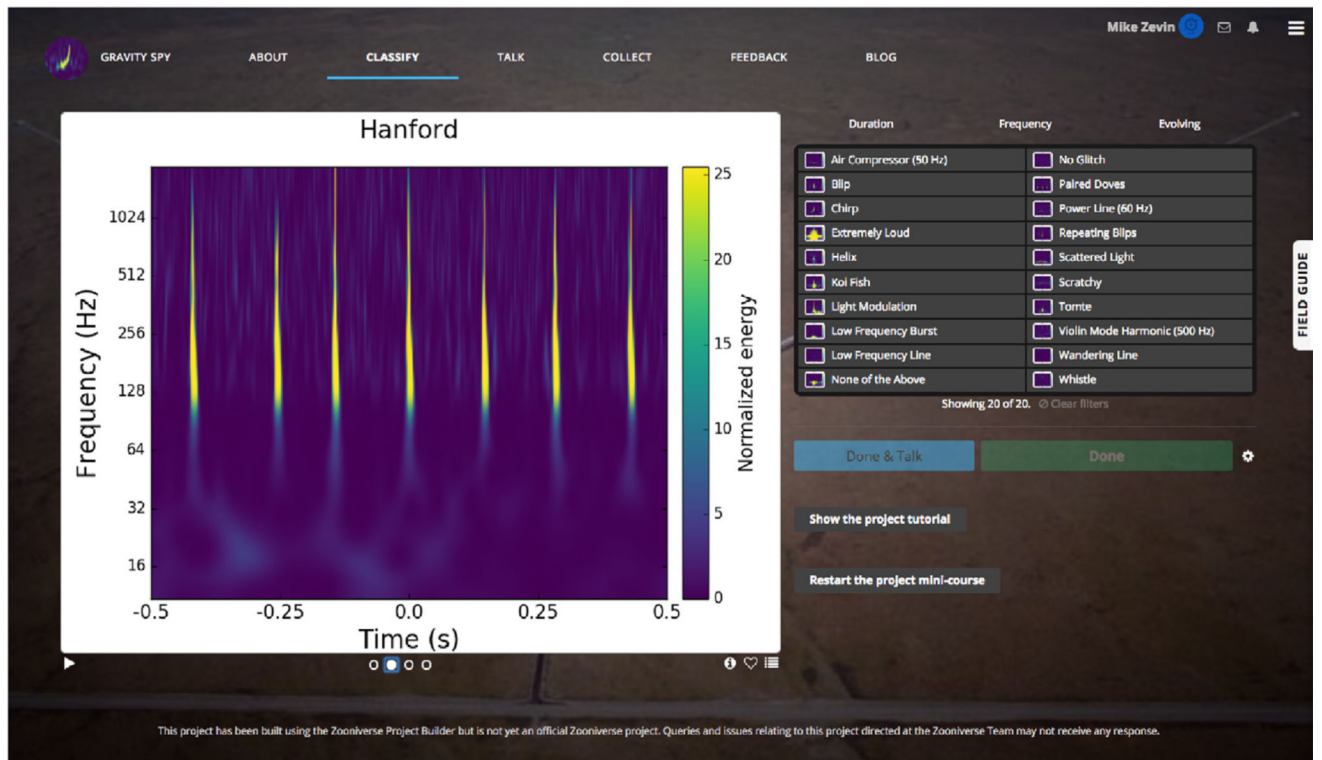 Mike Zevin
GRAVITY SPY ABOUT CLASSIFY TALK COLLECT FEEDBACK BLOG
Hanford
Frequency (Hz)
1024
512
256
128
64
32
16
-0.5 -0.25 0.0 0.25 0.5
Time (s)
25
20
15
10
5
0
Normalized energy
Duration Frequency Evolving
Air Compressor (50 Hz) No Glitch
Blip Paired Doves
Chirp Power Line (60 Hz)
Extremely Loud Repeating Blips
Helix Scattered Light
Koi Fish Scratchy
Light Modulation Tomte
Low Frequency Burst Violin Mode Harmonic (500 Hz)
Low Frequency Line Wandering Line
None of the Above Whistle
Showing 20 of 20. Clear filters
Done & Talk Done
Show the project tutorial
Restart the project mini-course
FIELD GUIDE
This project has been built using the Zooniverse Project Builder but is not yet an official Zooniverse project. Queries and issues relating to this project directed at the Zooniverse Team may not receive any response.